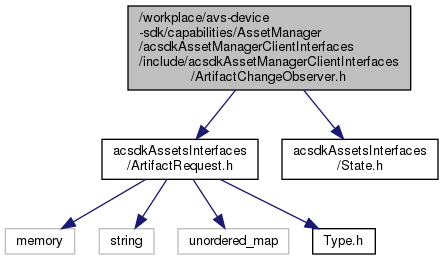 /workplace/avs-device
-sdk/capabilities/AssetManager
/acsdkAssetManagerClientInterfaces
/include/acsdkAssetManagerClientInterfaces
/ArtifactChangeObserver.h
acsdkAssetsInterfaces
/ArtifactRequest.h
acsdkAssetsInterfaces
/State.h
memory
string
unordered_map
Type.h